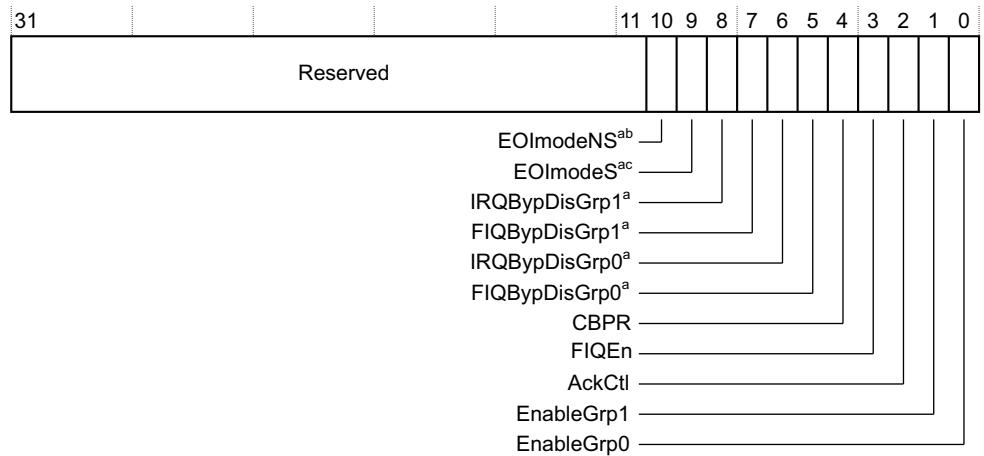 31 11 10 9 8 7 6 5 4 3 2 1 0
Reserved
EOImodeNSᵃᵇ
EOImodeSᵃᶜ
IRQBypDisGrp1ᵃ
FIQBypDisGrp1ᵃ
IRQBypDisGrp0ᵃ
FIQBypDisGrp0ᵃ
CBPR
FIQEn
AckCtl
EnableGrp1
EnableGrp0